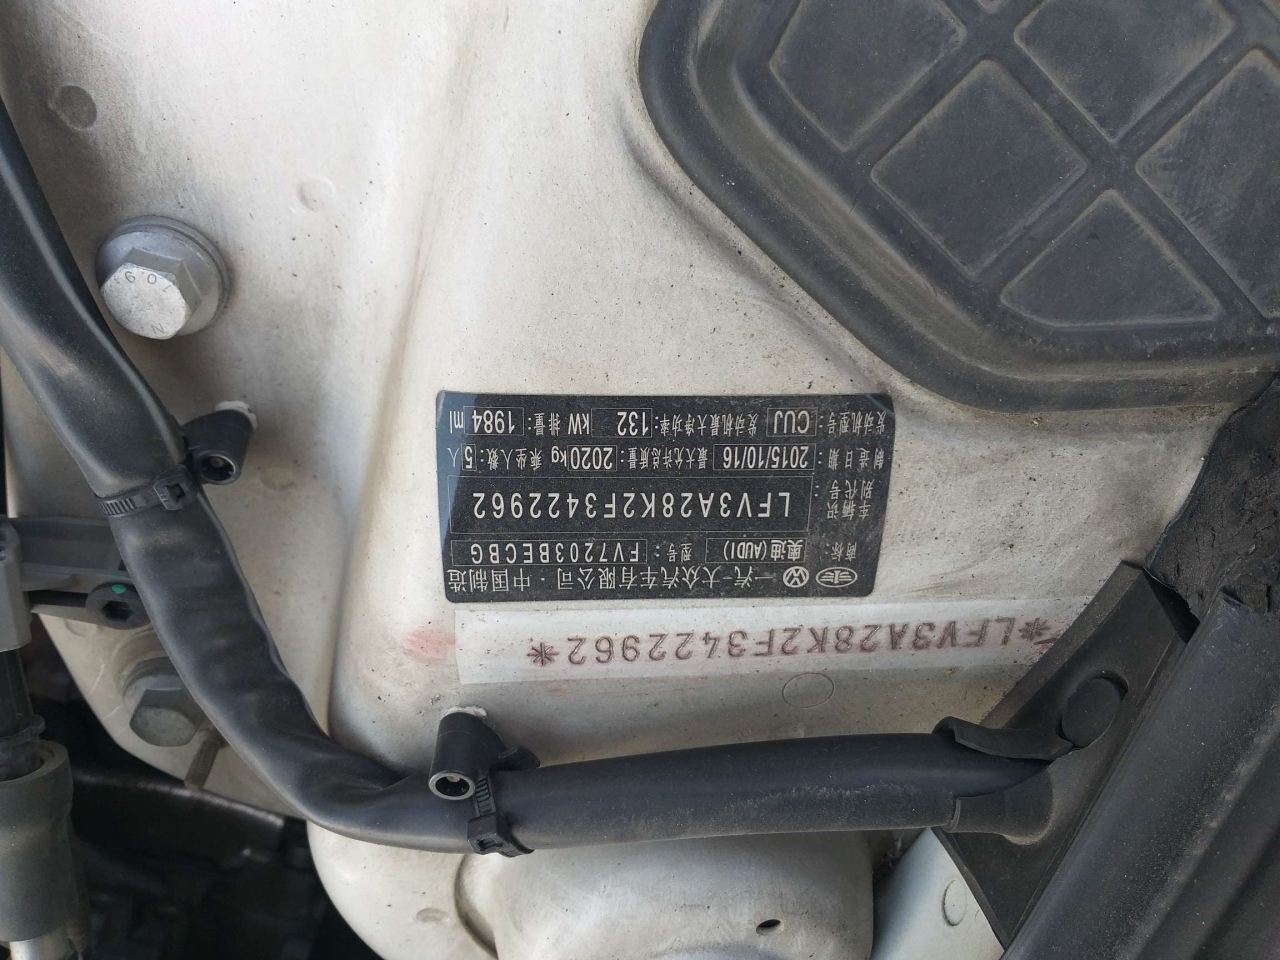 *LFV3A28K2F3422962*
一汽-大众汽车有限公司·中国制造
商标: 奥迪(AUDI) 型号: FV7203BECBG
车辆识别代号: LFV3A28K2F3422962
制造日期 2015/10/16 最大允许总质量: 2020kg 乘坐人数: 5人
发动机型号: CUJ 发动机最大净功率: 132 kW 排量: 1984 ml